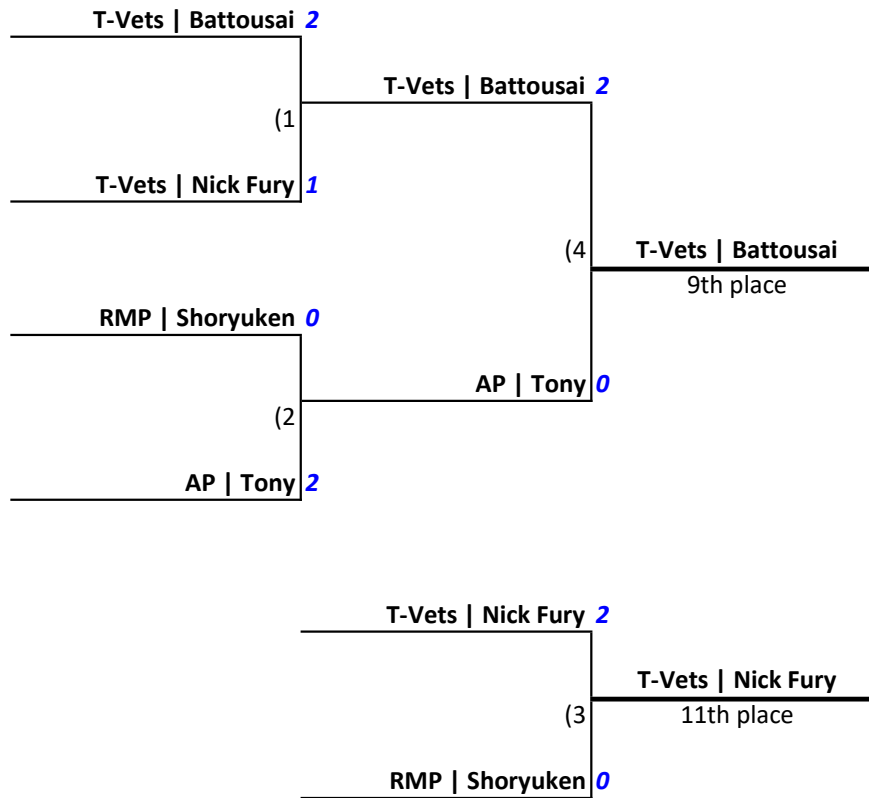 T-Vets | Battousai 2
T-Vets | Battousai 2
(1
T-Vets | Nick Fury 1
(4 T-Vets | Battousai
9th place
RMP | Shoryuken 0
AP | Tony 0
(2
AP | Tony 2
T-Vets | Nick Fury 2
T-Vets | Nick Fury
(3 11th place
RMP | Shoryuken 0